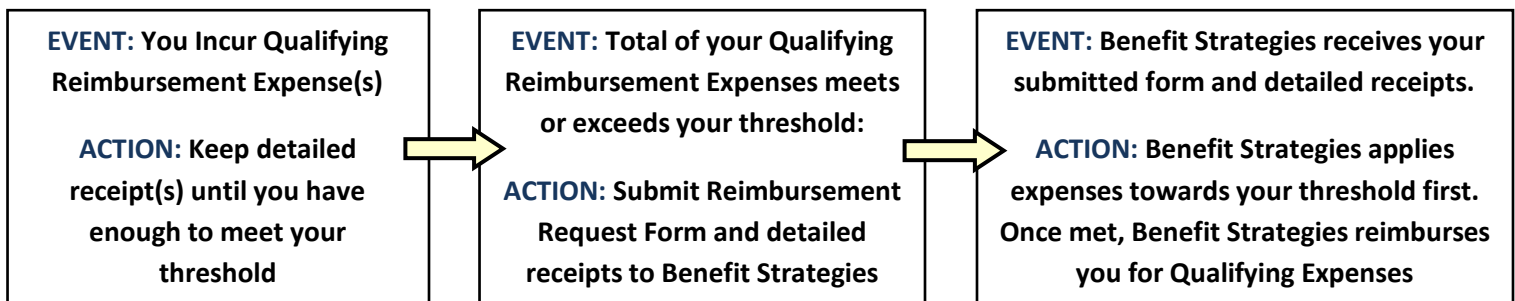 EVENT: You Incur Qualifying
Reimbursement Expense(s)
ACTION: Keep detailed
receipt(s) until you have
enough to meet your
threshold
EVENT: Total of your Qualifying
Reimbursement Expenses meets
or exceeds your threshold:
ACTION: Submit Reimbursement
Request Form and detailed
receipts to Benefit Strategies
EVENT: Benefit Strategies receives your
submitted form and detailed receipts.
ACTION: Benefit Strategies applies
expenses towards your threshold first.
Once met, Benefit Strategies reimburses
you for Qualifying Expenses